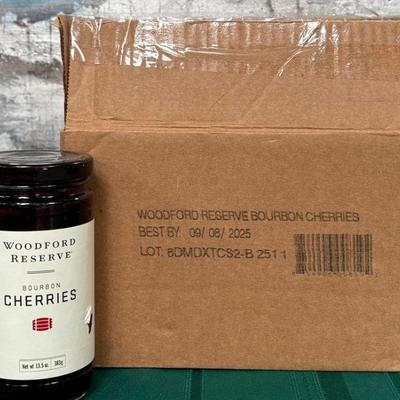 WOODFORD RESERVE BOURBON CHERRIES
BEST BY: 09/ 08/ 2025
LOT: 8DMDXTCS2-B 251 1
WOODFORD
RESERVE®
BOURBON
CHERRIES
Net wt 13.5 oz. 383g